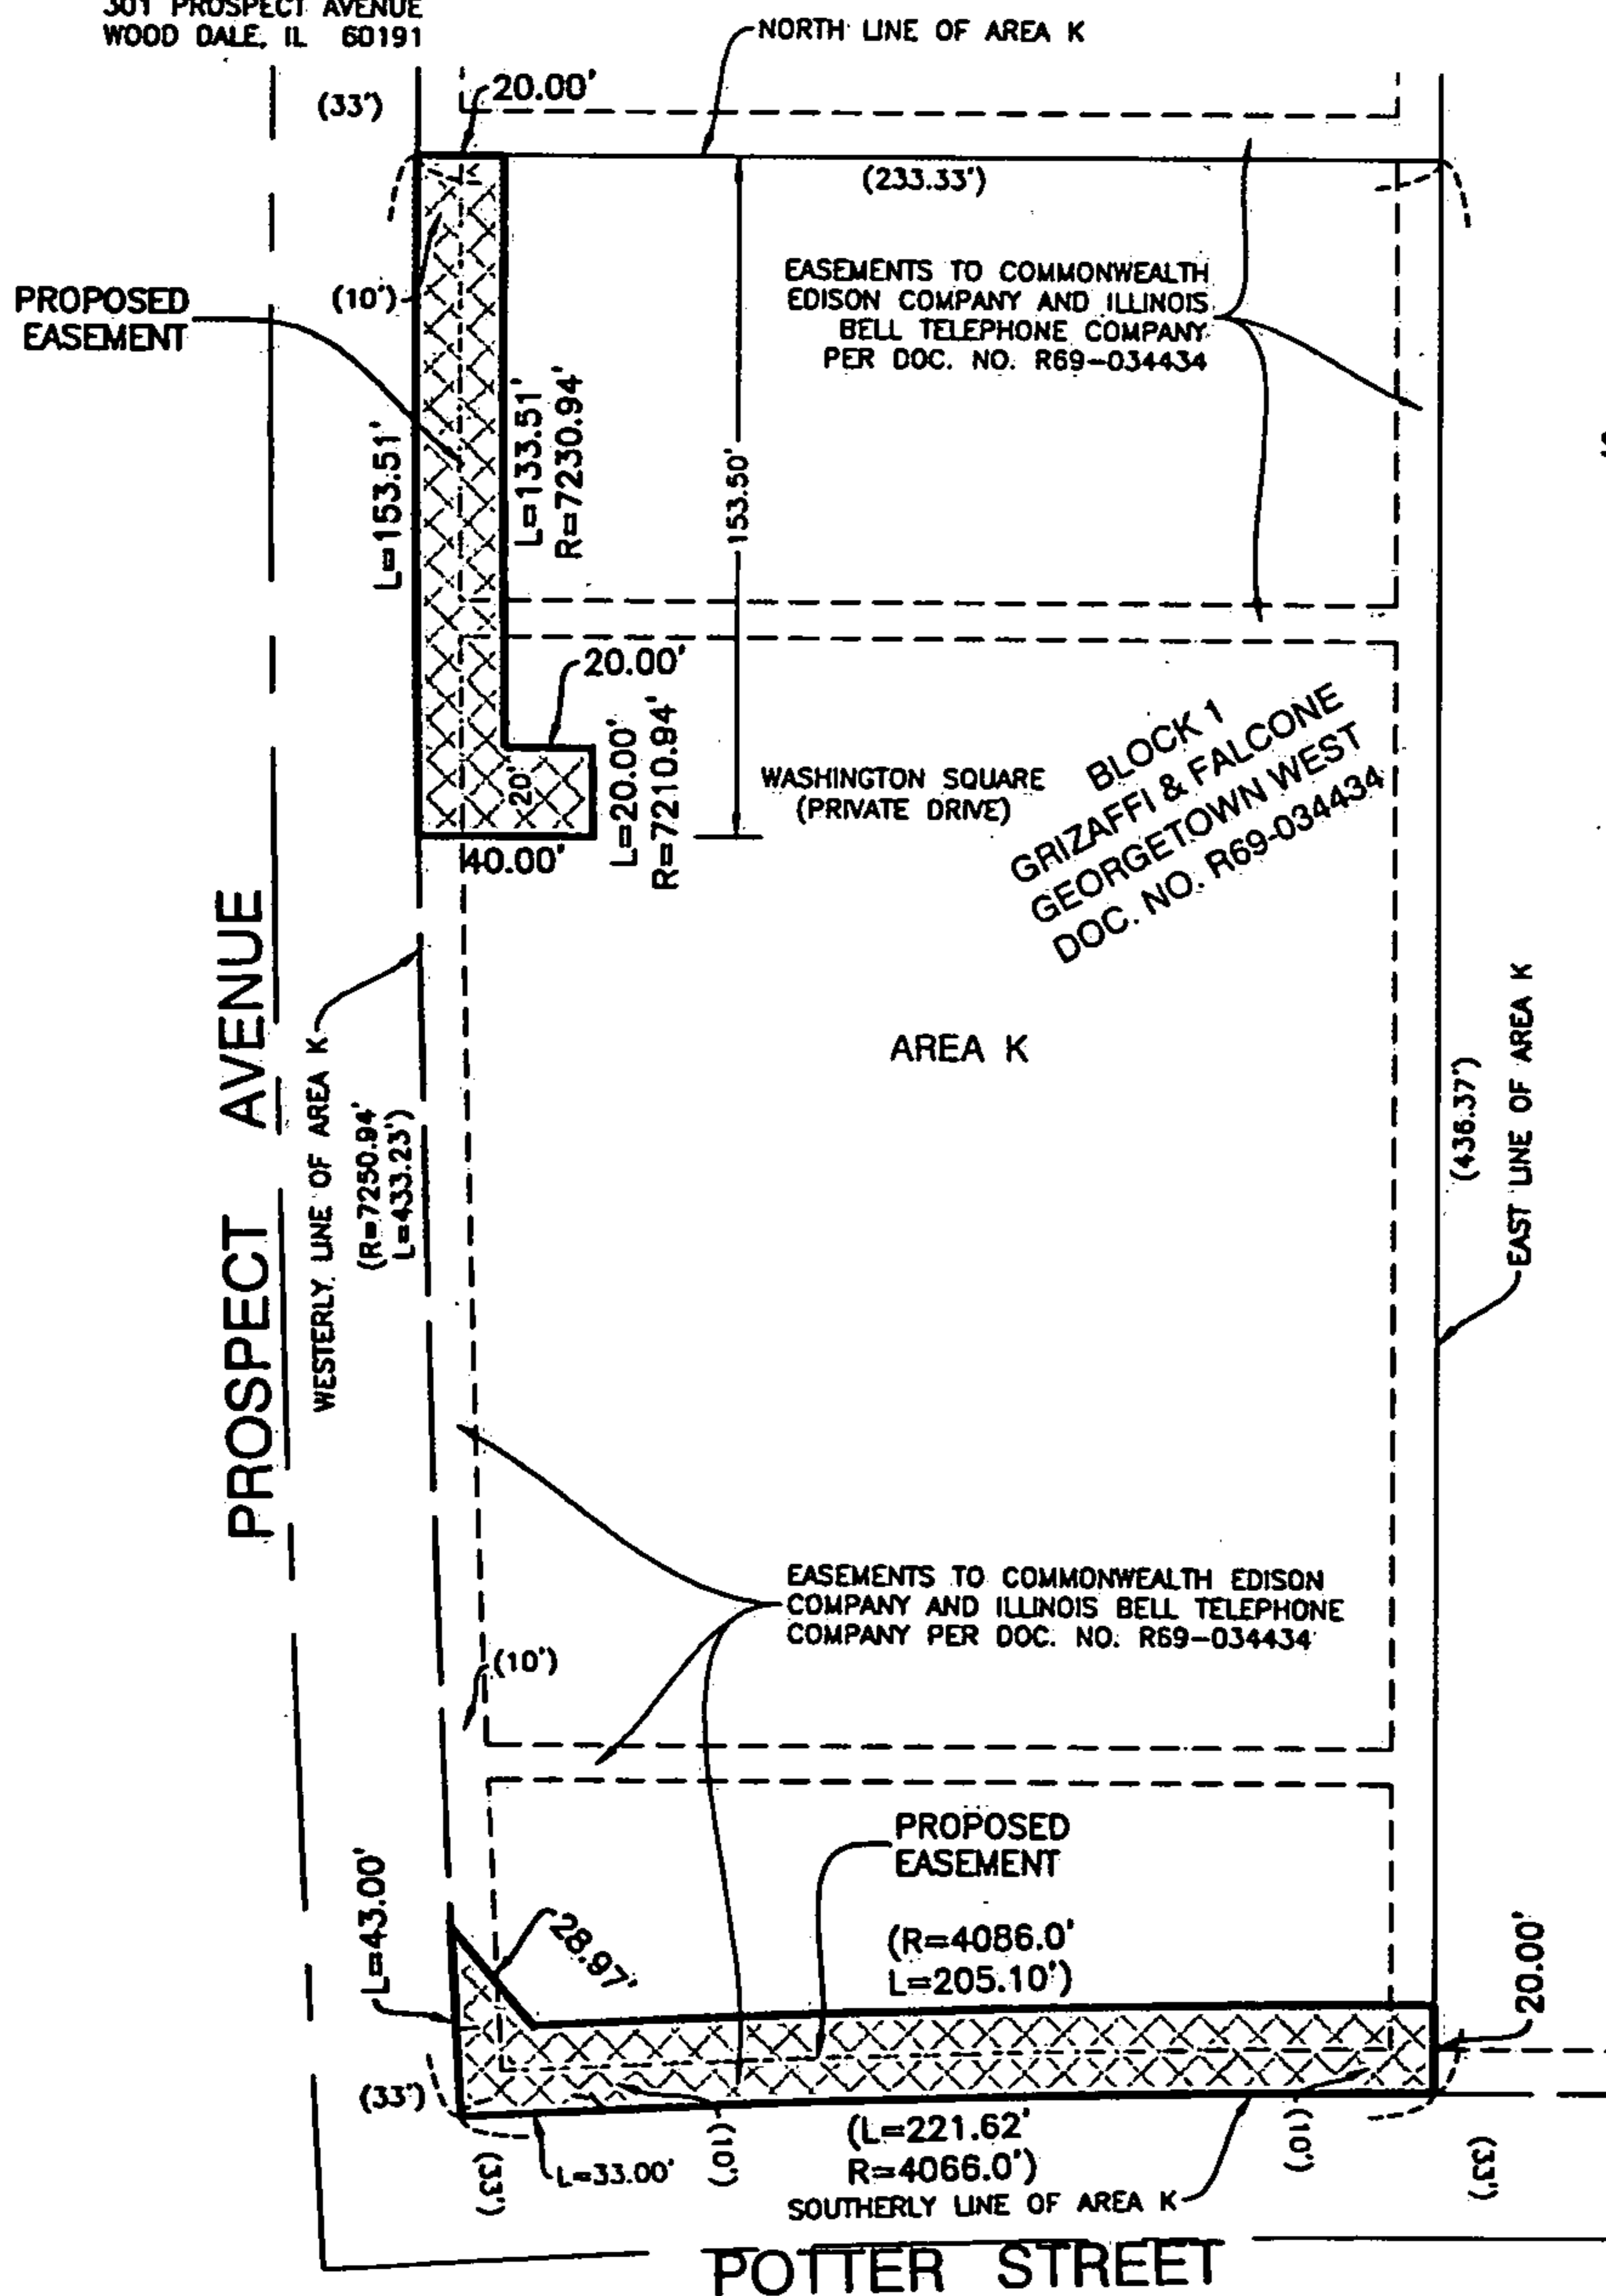 301 PROSPECT AVENUE
WOOD DALE, IL 60191
NORTH LINE OF AREA K
(33')
20.00'
(233.33')
PROPOSED
EASEMENT
(10')
EASEMENTS TO COMMONWEALTH
EDISON COMPANY AND ILLINOIS
BELL TELEPHONE COMPANY
PER DOC. NO. R69-034434
L=153.51'
L=133.51'
R=7230.94'
153.50'
20.00'
20'
L=20.00'
R=7210.94'
40.00'
WASHINGTON SQUARE
(PRIVATE DRIVE)
BLOCK 1
GRIZAFFI & FALCONE
GEORGETOWN WEST
DOC. NO. R69-034434
PROSPECT AVENUE
WESTERLY LINE OF AREA K
(R=7250.94'
L=433.23')
AREA K
(436.37')
EAST LINE OF AREA K
EASEMENTS TO COMMONWEALTH EDISON
COMPANY AND ILLINOIS BELL TELEPHONE
COMPANY PER DOC. NO. R69-034434
(10')
PROPOSED
EASEMENT
L=43.00'
28.97'
(R=4086.0'
L=205.10')
20.00'
(33')
(33')
L=33.00'
(10')
(L=221.62'
R=4066.0')
(10')
(33')
SOUTHERLY LINE OF AREA K
POTTER STREET